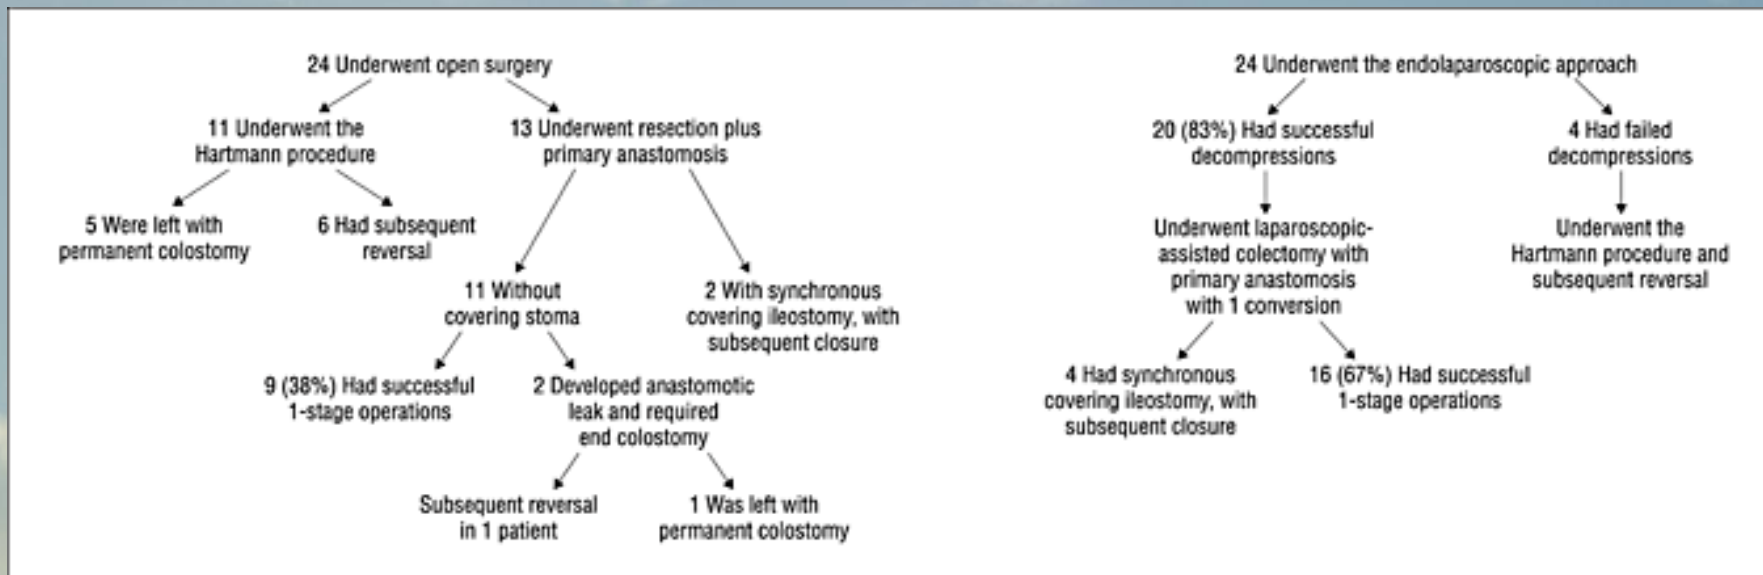 24 Underwent open surgery
11 Underwent the
Hartmann procedure
13 Underwent resection plus
primary anastomosis
5 Were left with
permanent colostomy
6 Had subsequent
reversal
11 Without
covering stoma
2 With synchronous
covering ileostomy, with
subsequent closure
9 (38%) Had successful
1-stage operations
2 Developed anastomotic
leak and required
end colostomy
Subsequent reversal
in 1 patient
1 Was left with
permanent colostomy
24 Underwent the endolaparoscopic approach
20 (83%) Had successful
decompressions
4 Had failed
decompressions
Underwent laparoscopic-
assisted colectomy with
primary anastomosis
with 1 conversion
Underwent the
Hartmann procedure and
subsequent reversal
4 Had synchronous
covering ileostomy, with
subsequent closure
16 (67%) Had successful
1-stage operations